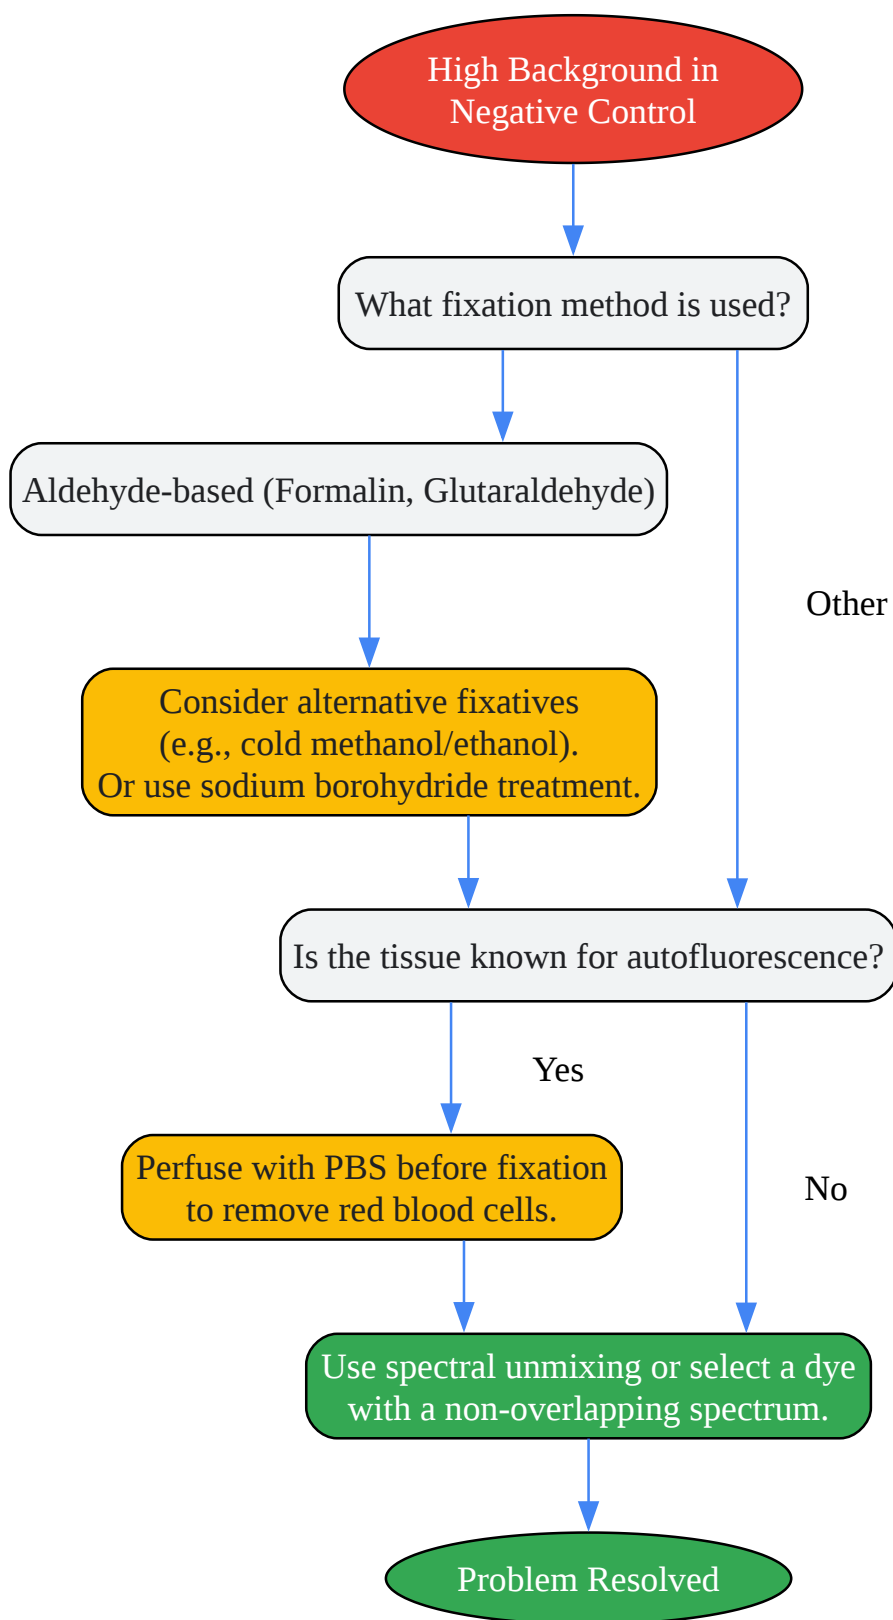 High Background in
Negative Control
What fixation method is used?
Aldehyde-based (Formalin, Glutaraldehyde)
Other
Consider alternative fixatives
(e.g., cold methanol/ethanol).
Or use sodium borohydride treatment.
Is the tissue known for autofluorescence?
Yes
Perfuse with PBS before fixation
to remove red blood cells.
No
Use spectral unmixing or select a dye
with a non-overlapping spectrum.
Problem Resolved